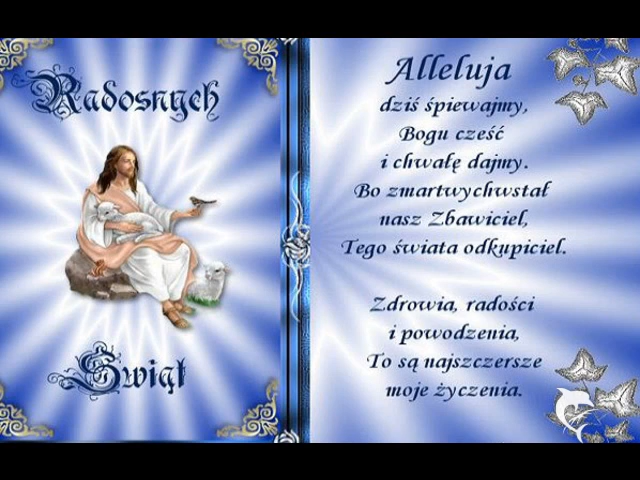 Radosnych
Świąt
Alleluja
dziś śpiewajmy,
Bogu cześć
i chwałę dajmy.
Bo zmartwychwstał
nasz Zbawiciel,
Tego świata odkupiciel.
Zdrowia, radości
i powodzenia,
To są najszczersze
moje życzenia.